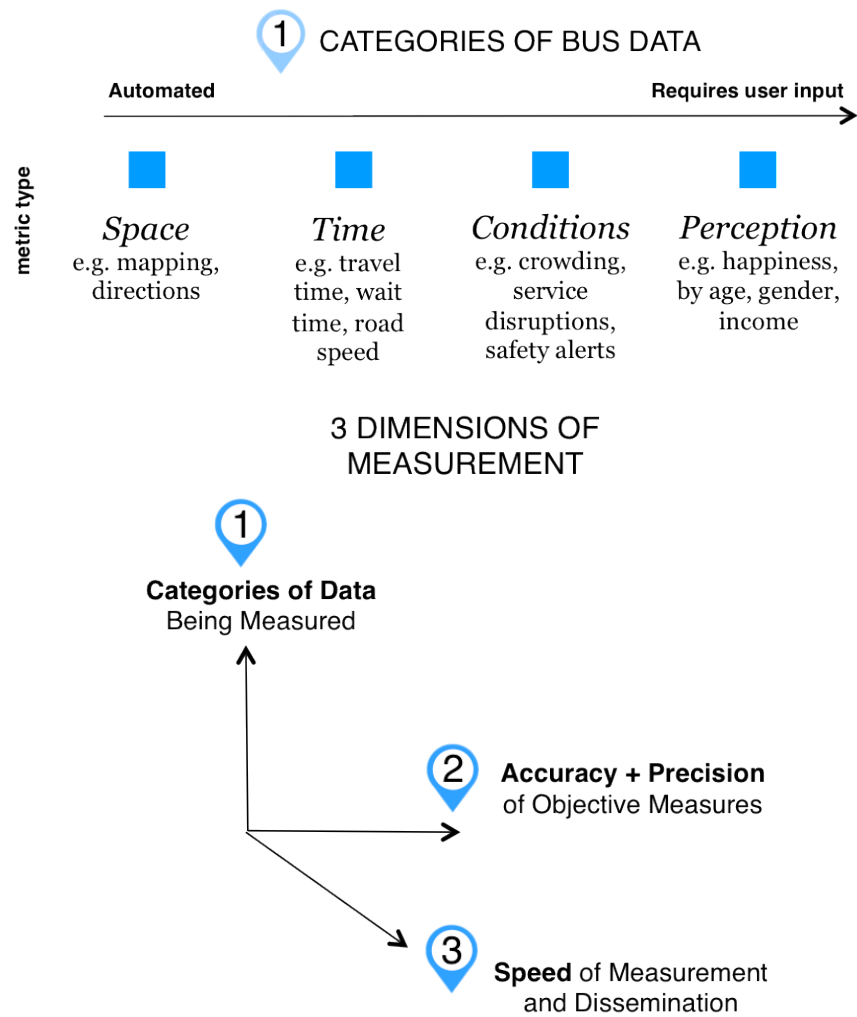 1 CATEGORIES OF BUS DATA
Automated
Requires user input
metric type
Space
e.g. mapping,
directions
Time
e.g. travel
time, wait
time, road
speed
Conditions
e.g. crowding,
service
disruptions,
safety alerts
Perception
e.g. happiness,
by age, gender,
income
3 DIMENSIONS OF
MEASUREMENT
1
Categories of Data
Being Measured
2
Accuracy + Precision
of Objective Measures
3
Speed of Measurement
and Dissemination